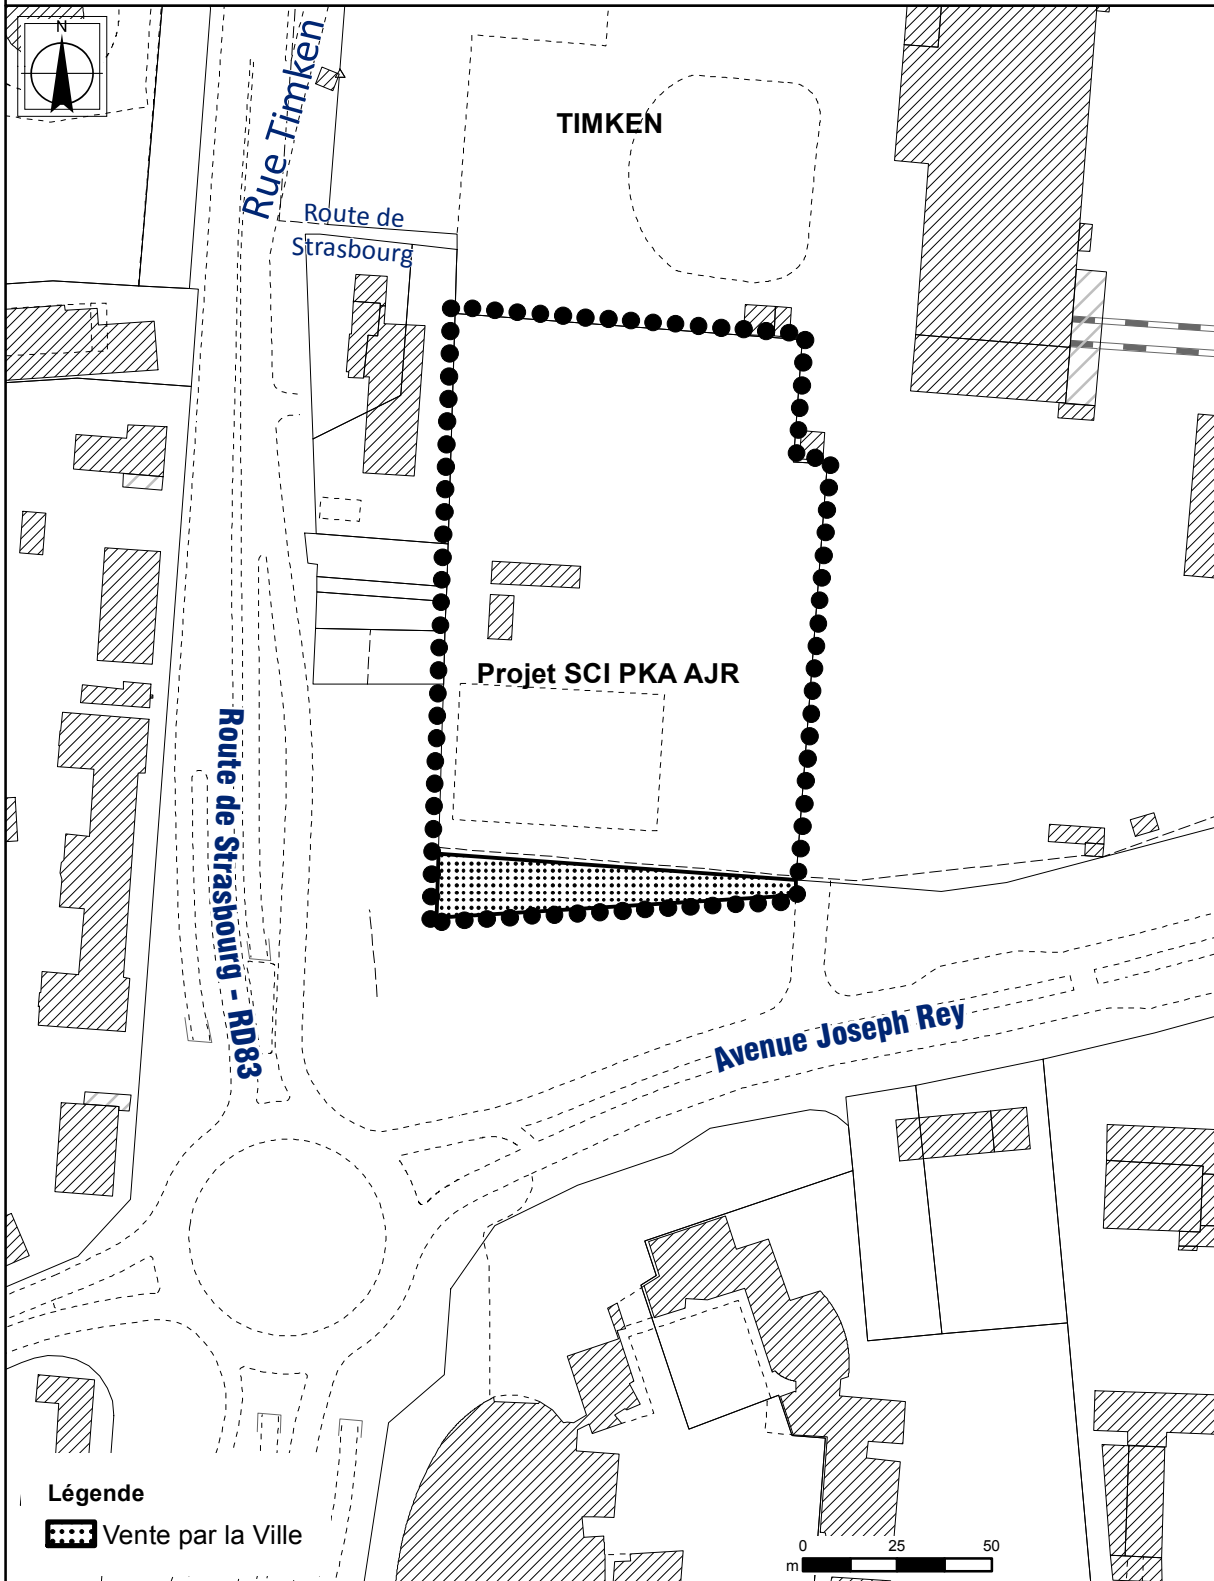 N
Rue Timken
TIMKEN
Route de
Strasbourg
Projet SCI PKA AJR
Route de Strasbourg - RD83
Avenue Joseph Rey
Légende
Vente par la Ville
0 25 50
m